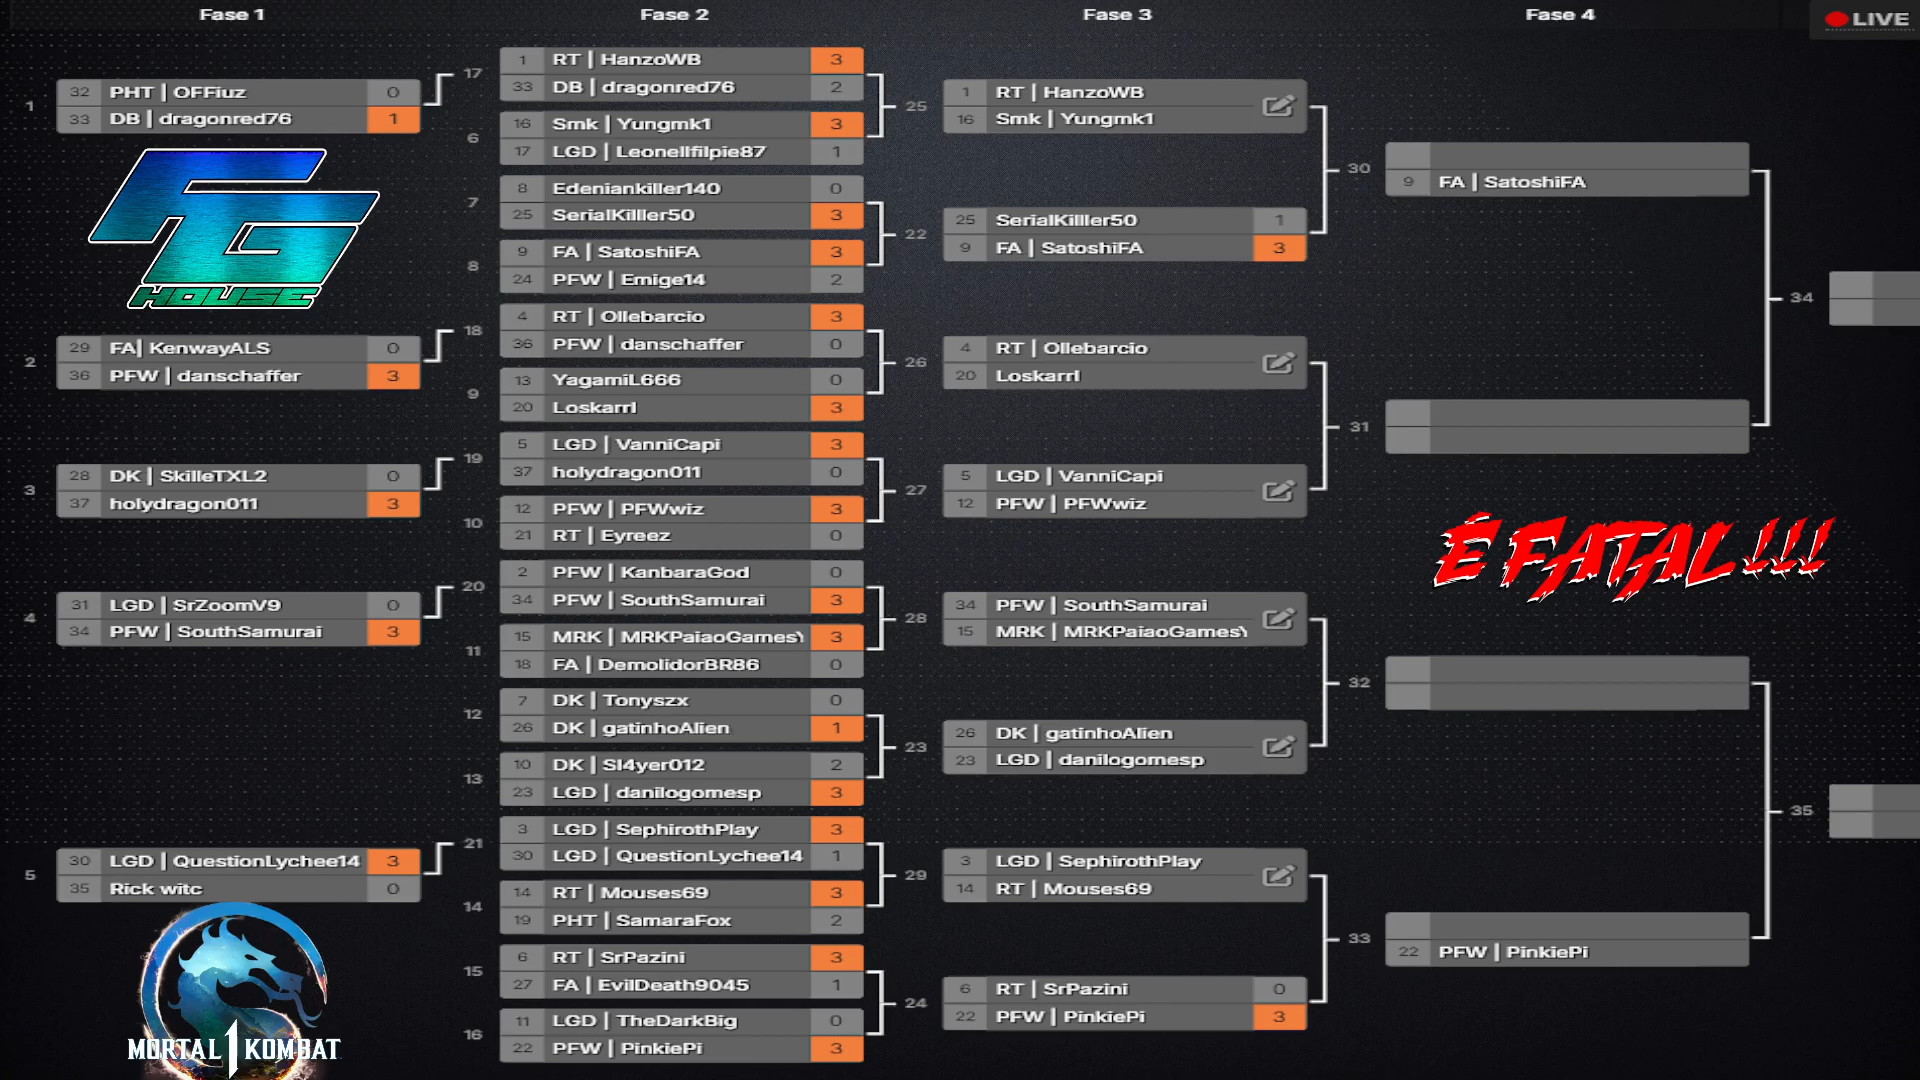 Fase 1
Fase 2
Fase 3
Fase 4
LIVE
1
32 PHT | OFFiuz 0
33 DB | dragonred76 1
FG
HOUSE
2
29 FA| KenwayALS 0
36 PFW | danschaffer 3
3
28 DK | SkilleTXL2 0
37 holydragon011 3
4
31 LGD | SrZoomV9 0
34 PFW | SouthSamurai 3
5
30 LGD | QuestionLychee14 3
35 Rick witc 0
MORTAL 1 KOMBAT
17
1 RT | HanzoWB 3
33 DB | dragonred76 2
6
16 Smk | Yungmk1 3
17 LGD | Leonellfilpie87 1
7
8 Edeniankiller140 0
25 SerialKilller50 3
8
9 FA | SatoshiFA 3
24 PFW | Emige14 2
18
4 RT | Ollebarcio 3
36 PFW | danschaffer 0
9
13 YagamiL666 0
20 Loskarrl 3
19
5 LGD | VanniCapi 3
37 holydragon011 0
10
12 PFW | PFWwiz 3
21 RT | Eyreez 0
20
2 PFW | KanbaraGod 0
34 PFW | SouthSamurai 3
11
15 MRK | MRKPaiaoGames 3
18 FA | DemolidorBR86 0
12
7 DK | Tonyszx 0
26 DK | gatinhoAlien 1
13
10 DK | Sl4yer012 2
23 LGD | danilogomesp 3
21
3 LGD | SephirothPlay 3
30 LGD | QuestionLychee14 1
14
14 RT | Mouses69 3
19 PHT | SamaraFox 2
15
6 RT | SrPazini 3
27 FA | EvilDeath9045 1
16
11 LGD | TheDarkBig 0
22 PFW | PinkiePi 3
25
1 RT | HanzoWB
16 Smk | Yungmk1
22
25 SerialKilller50 1
9 FA | SatoshiFA 3
26
4 RT | Ollebarcio
20 Loskarrl
27
5 LGD | VanniCapi
12 PFW | PFWwiz
28
34 PFW | SouthSamurai
15 MRK | MRKPaiaoGames
23
26 DK | gatinhoAlien
23 LGD | danilogomesp
29
3 LGD | SephirothPlay
14 RT | Mouses69
24
6 RT | SrPazini 0
22 PFW | PinkiePi 3
30
9 FA | SatoshiFA
31
É FATAL!!!
32
33
22 PFW | PinkiePi
34
35